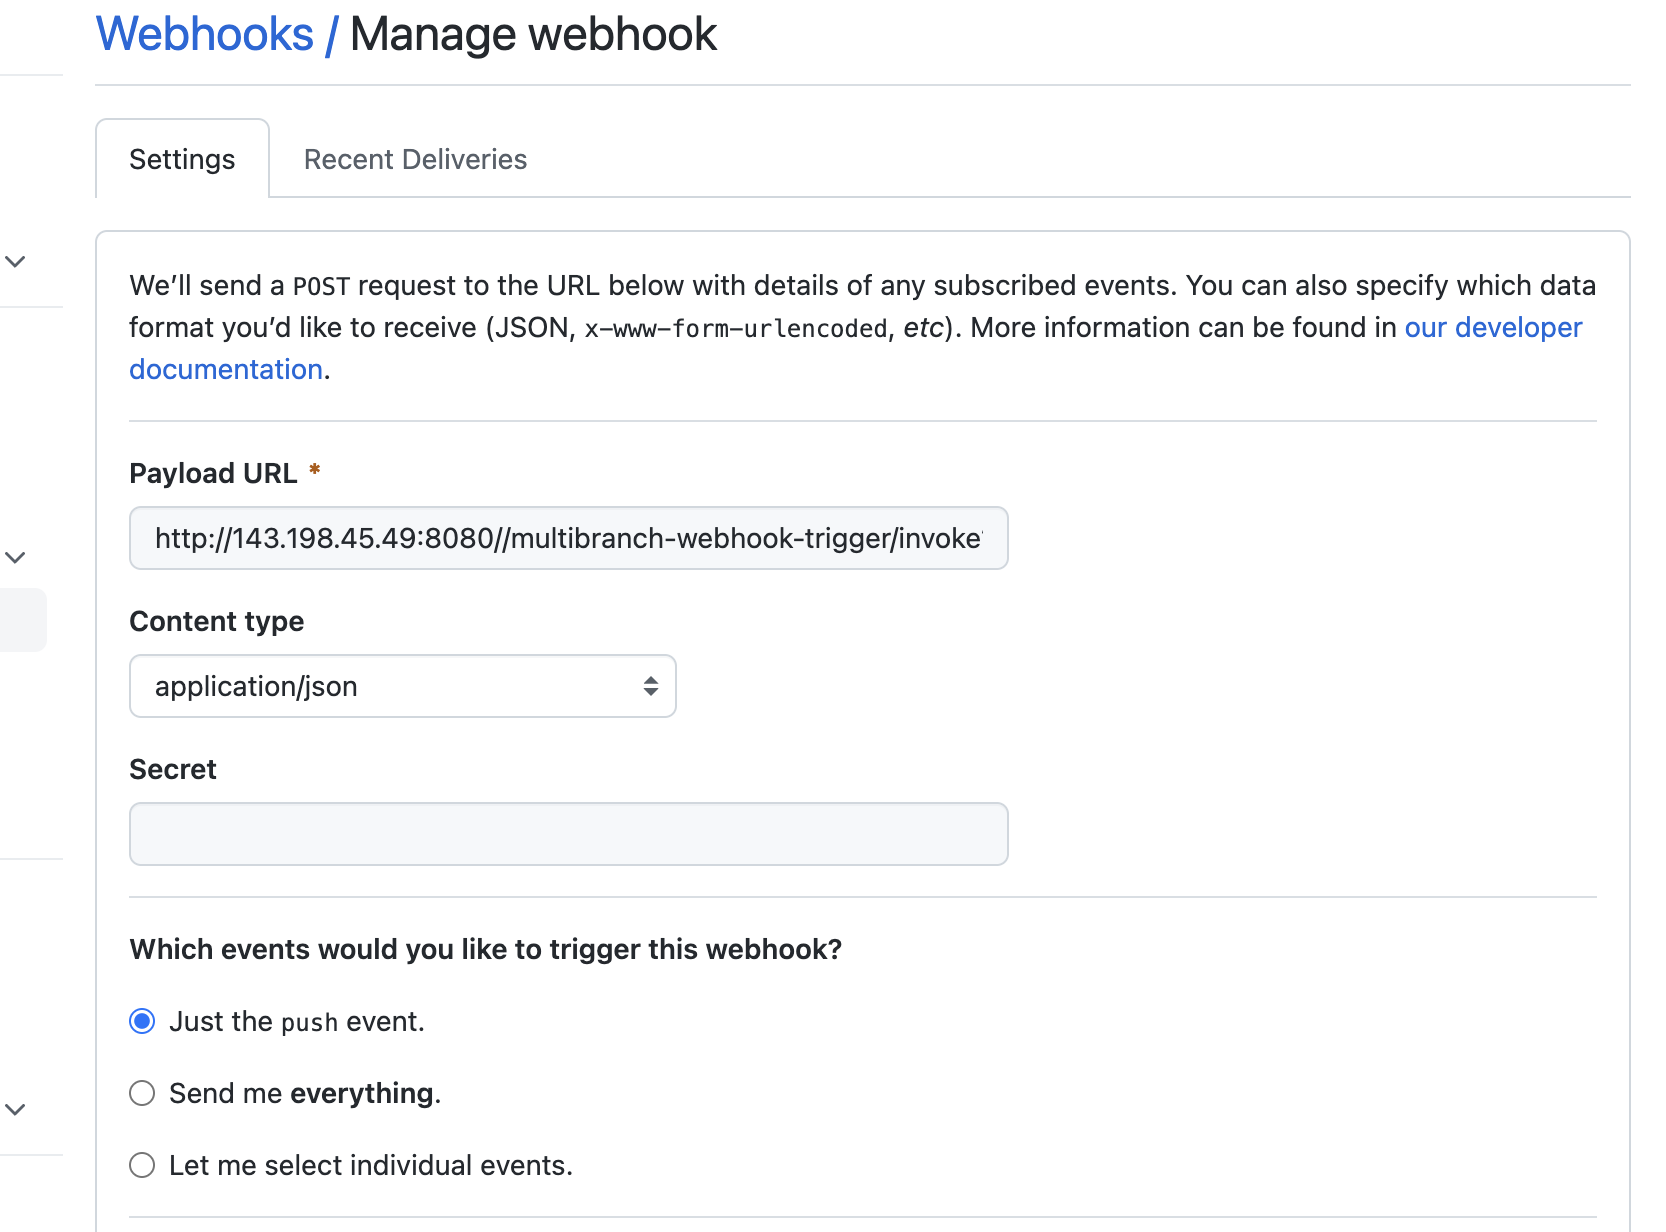 Webhooks / Manage webhook
Settings
Recent Deliveries
We’ll send a POST request to the URL below with details of any subscribed events. You can also specify which data
format you’d like to receive (JSON, x-www-form-urlencoded, etc). More information can be found in our developer
documentation.
Payload URL *
http://143.198.45.49:8080//multibranch-webhook-trigger/invoke
Content type
application/json
Secret
Which events would you like to trigger this webhook?
Just the push event.
Send me everything.
Let me select individual events.